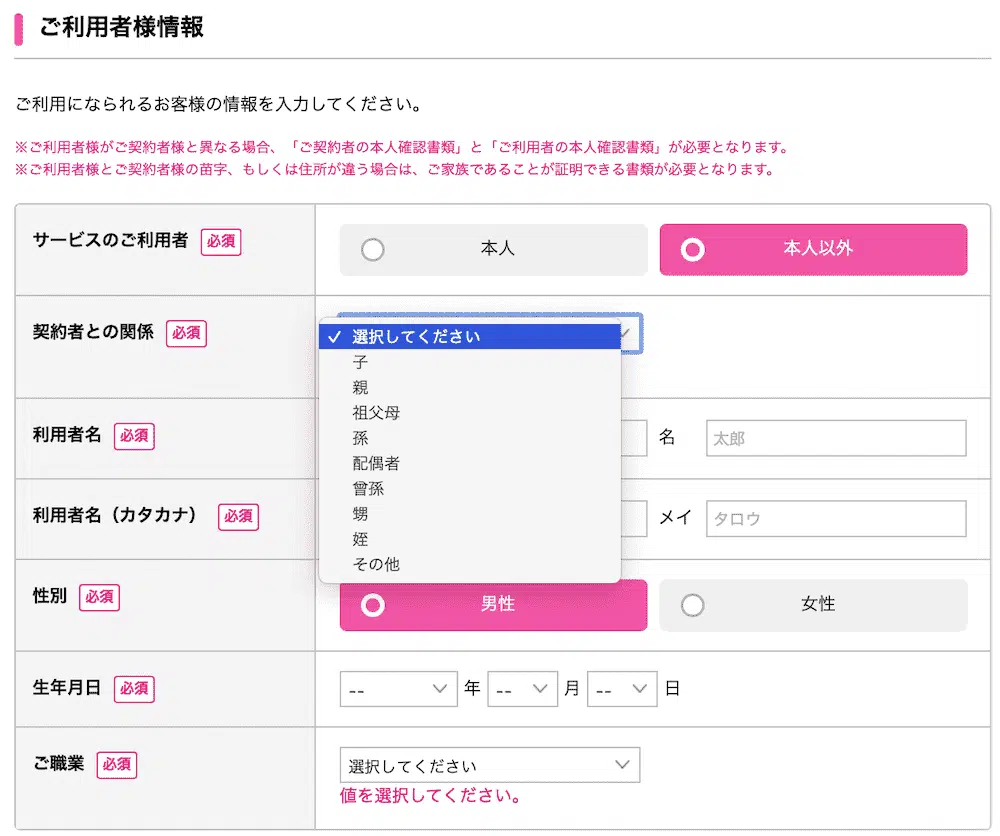 ご利用者様情報
ご利用になられるお客様の情報を入力してください。
※ご利用者様がご契約者様と異なる場合、「ご契約者の本人確認書類」と「ご利用者の本人確認書類」が必要となります。
※ご利用者様とご契約者様の苗字、もしくは住所が違う場合は、ご家族であることが証明できる書類が必要となります。
サービスのご利用者 必須 本人 本人以外
契約者との関係 必須
✓ 選択してください
子
親
祖父母
孫
配偶者
曾孫
甥
姪
その他
利用者名 必須 名 太郎
利用者名（カタカナ） 必須 メイ タロウ
性別 必須 男性 女性
生年月日 必須 -- 年 -- 月 -- 日
ご職業 必須 選択してください
値を選択してください。